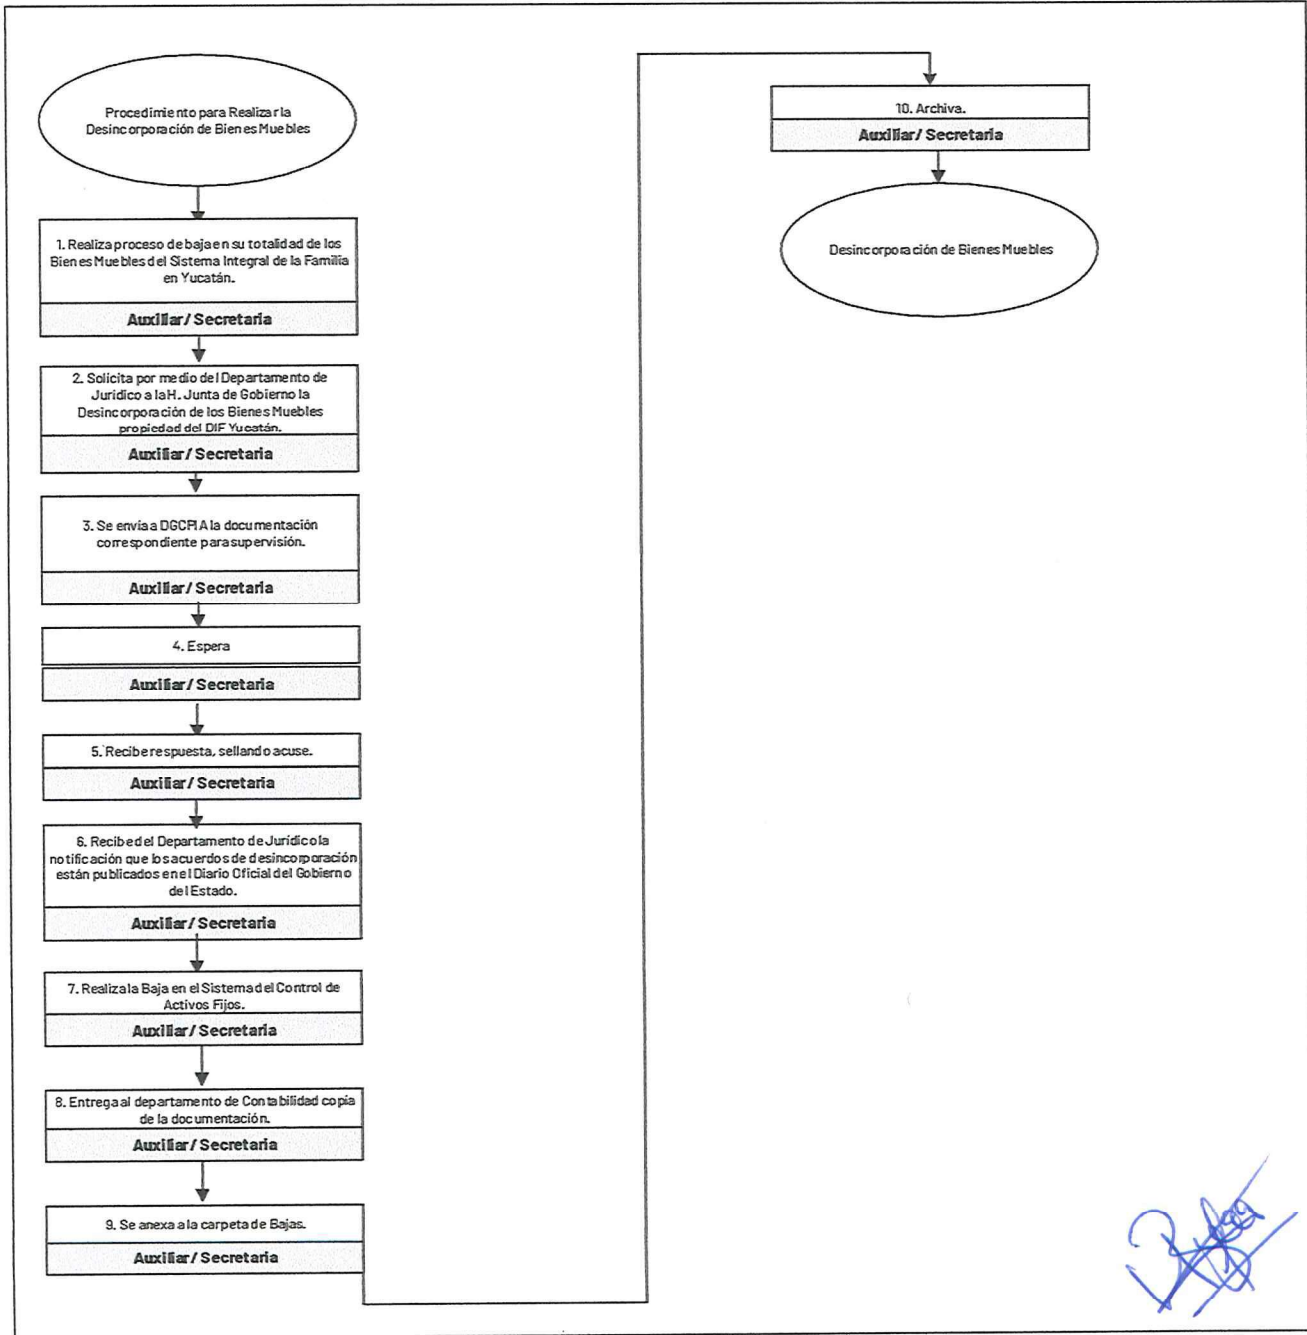 Procedimiento para Realizar la
Desincorporación de Bienes Muebles
1. Realiza proceso de baja en su totalidad de los
Bienes Muebles del Sistema Integral de la Familia
en Yucatán.
Auxiliar/ Secretaria
2. Solicita por medio del Departamento de
Jurídico a la H. Junta de Gobierno la
Desincorporación de los Bienes Muebles
propiedad del DIF Yucatán.
Auxiliar/ Secretaria
3. Se envía a DGCPIA la documentación
correspondiente para supervisión.
Auxiliar/ Secretaria
4. Espera
Auxiliar/ Secretaria
5. Recibe respuesta, sellando acuse.
Auxiliar/ Secretaria
6. Recibe del Departamento de Jurídico la
notificación que los acuerdos de desincorporación
están publicados en el Diario Oficial del Gobierno
del Estado.
Auxiliar/ Secretaria
7. Realiza la Baja en el Sistema del Control de
Activos Fijos.
Auxiliar/ Secretaria
8. Entrega al departamento de Contabilidad copia
de la documentación.
Auxiliar/ Secretaria
9. Se anexa a la carpeta de Bajas.
Auxiliar/ Secretaria
10. Archiva.
Auxiliar/ Secretaria
Desincorporación de Bienes Muebles